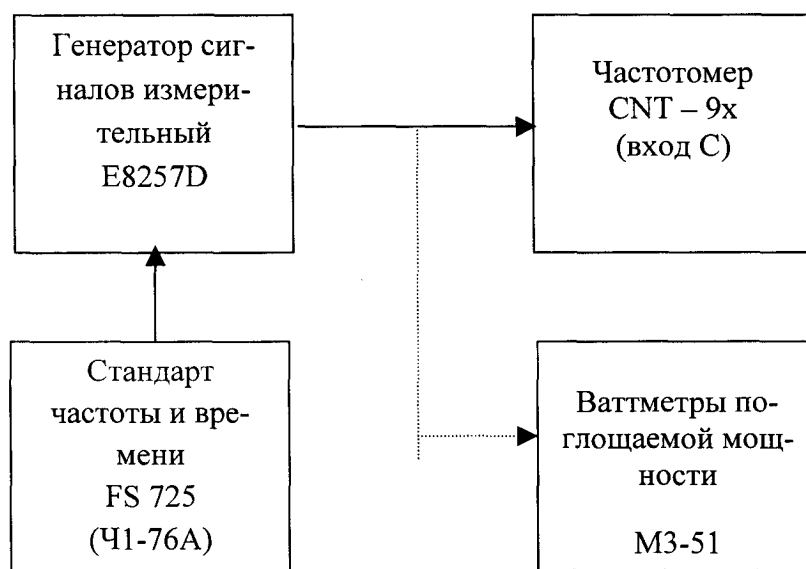 Генератор сиг-
налов измери-
тельный
E8257D
Частотомер
CNT – 9x
(вход С)
Стандарт
частоты и вре-
мени
FS 725
(Ч1-76А)
Ваттметры по-
глощаемой мощ-
ности
М3-51